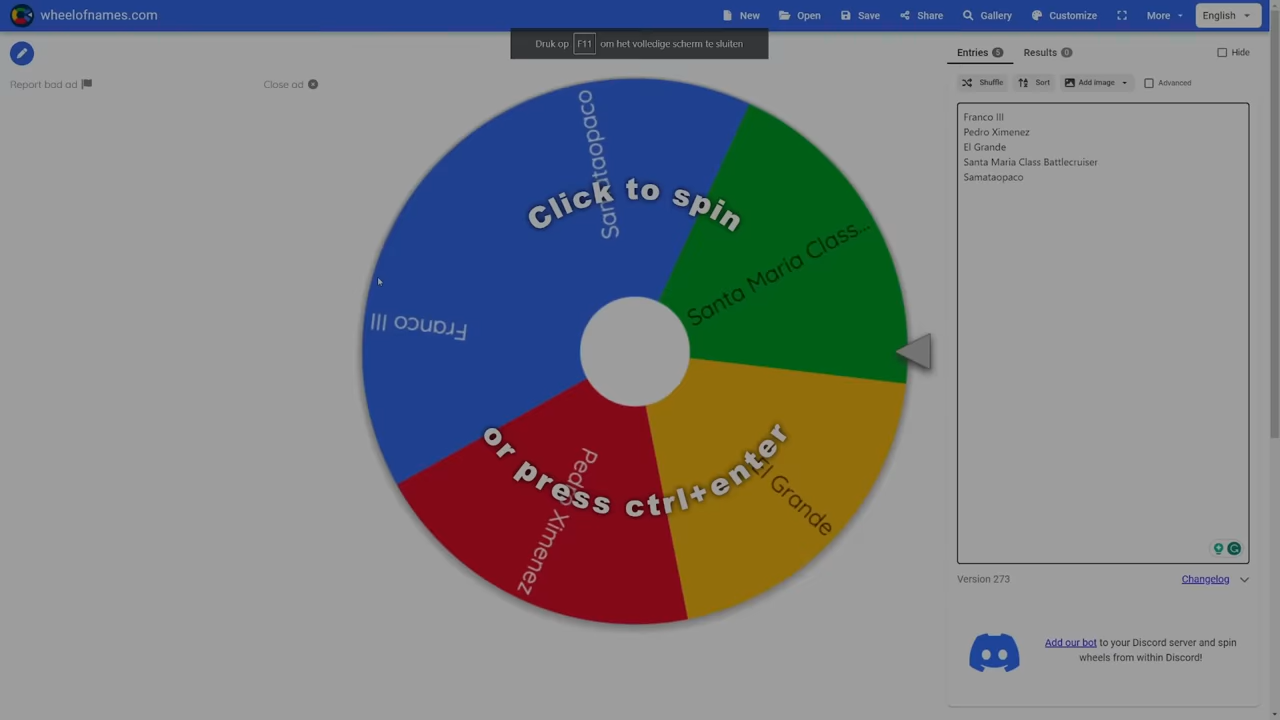 wheelofnames.com
New
Open
Save
Share
Gallery
Customize
More
English
Druk op F11 om het volledige scherm te sluiten
Report bad ad
Close ad
Entries 5
Results 0
Hide
Shuffle
Sort
Add image
Advanced
Franco III
Pedro Ximenez
El Grande
Santa Maria Class Battlecruiser
Samataopaco
Samataopaco
Santa Maria Class...
Franco III
Pedro Ximenez
El Grande
Click to spin
or press ctrl+enter
Version 273
Changelog
Add our bot to your Discord server and spin
wheels from within Discord!